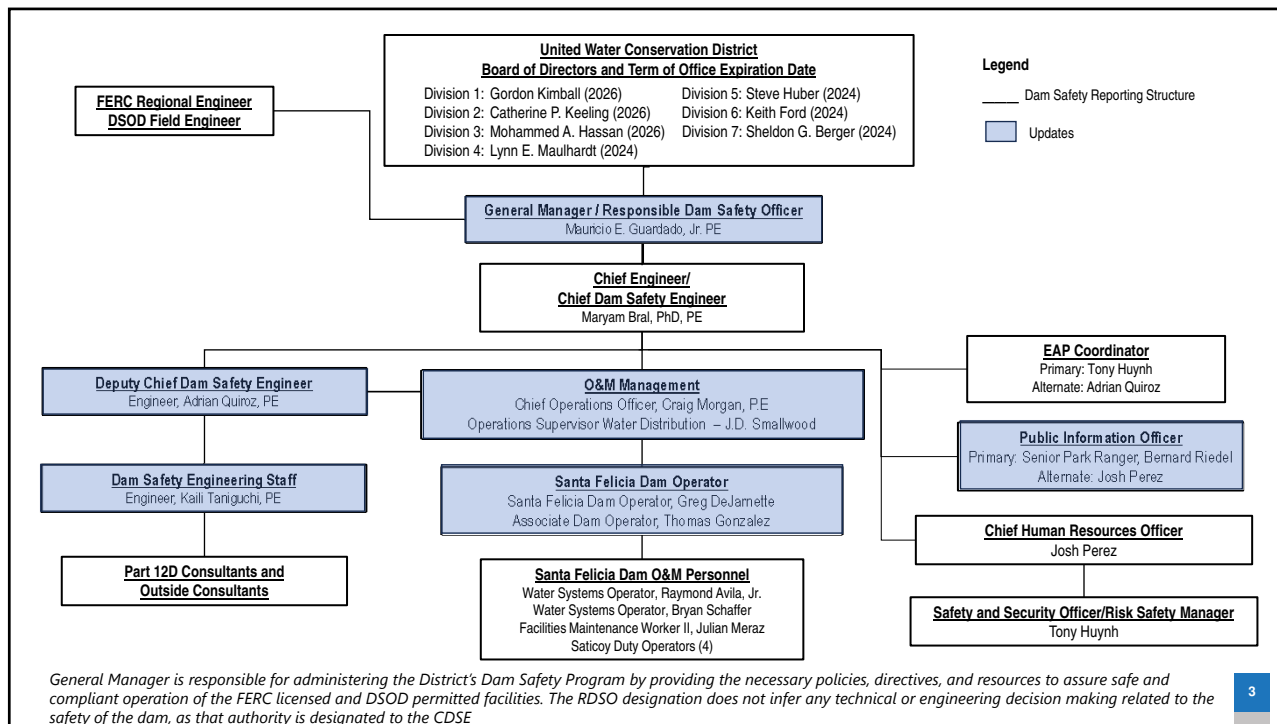 United Water Conservation District
Board of Directors and Term of Office Expiration Date
Division 1: Gordon Kimball (2026)
Division 2: Catherine P. Keeling (2026)
Division 3: Mohammed A. Hassan (2026)
Division 4: Lynn E. Maulhardt (2024)
Division 5: Steve Huber (2024)
Division 6: Keith Ford (2024)
Division 7: Sheldon G. Berger (2024)
Legend
Dam Safety Reporting Structure
Updates
FERC Regional Engineer
DSOD Field Engineer
General Manager / Responsible Dam Safety Officer
Mauricio E. Guardado, Jr. PE
Chief Engineer/
Chief Dam Safety Engineer
Maryam Bral, PhD, PE
Deputy Chief Dam Safety Engineer
Engineer, Adrian Quiroz, PE
O&M Management
Chief Operations Officer, Craig Morgan, P.E
Operations Supervisor Water Distribution – J.D. Smallwood
EAP Coordinator
Primary: Tony Huynh
Alternate: Adrian Quiroz
Public Information Officer
Primary: Senior Park Ranger, Bernard Riedel
Alternate: Josh Perez
Dam Safety Engineering Staff
Engineer, Kaili Taniguchi, PE
Santa Felicia Dam Operator
Santa Felicia Dam Operator, Greg DeJarnette
Associate Dam Operator, Thomas Gonzalez
Chief Human Resources Officer
Josh Perez
Part 12D Consultants and
Outside Consultants
Santa Felicia Dam O&M Personnel
Water Systems Operator, Raymond Avila, Jr.
Water Systems Operator, Bryan Schaffer
Facilities Maintenance Worker II, Julian Meraz
Saticoy Duty Operators (4)
Safety and Security Officer/Risk Safety Manager
Tony Huynh
General Manager is responsible for administering the District's Dam Safety Program by providing the necessary policies, directives, and resources to assure safe and
compliant operation of the FERC licensed and DSOD permitted facilities. The RDSO designation does not infer any technical or engineering decision making related to the
safety of the dam, as that authority is designated to the CDSE
3